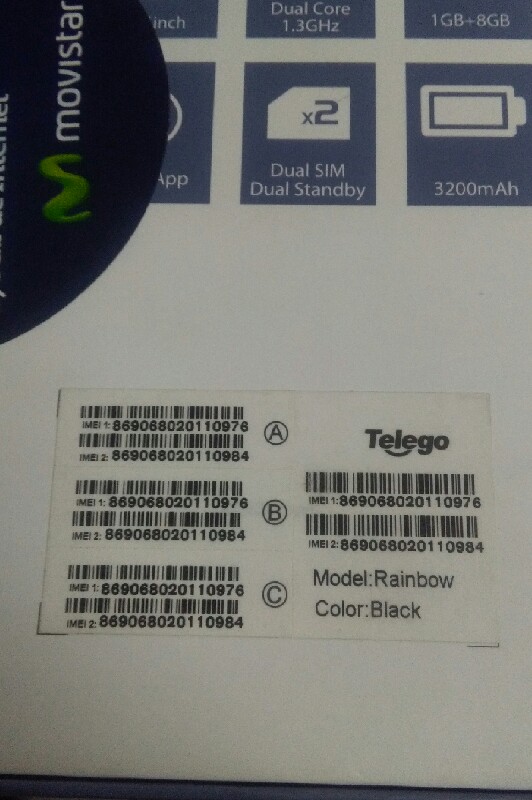 movistar
de Internet
inch
Dual Core
1.3GHz
1GB+8GB
App
x2
Dual SIM
Dual Standby
3200mAh
IMEI 1: 869068020110976
IMEI 2: 869068020110984
A
IMEI 1: 869068020110976
IMEI 2: 869068020110984
B
IMEI 1: 869068020110976
IMEI 2: 869068020110984
C
Telego
IMEI 1:869068020110976
IMEI 2:869068020110984
Model:Rainbow
Color:Black